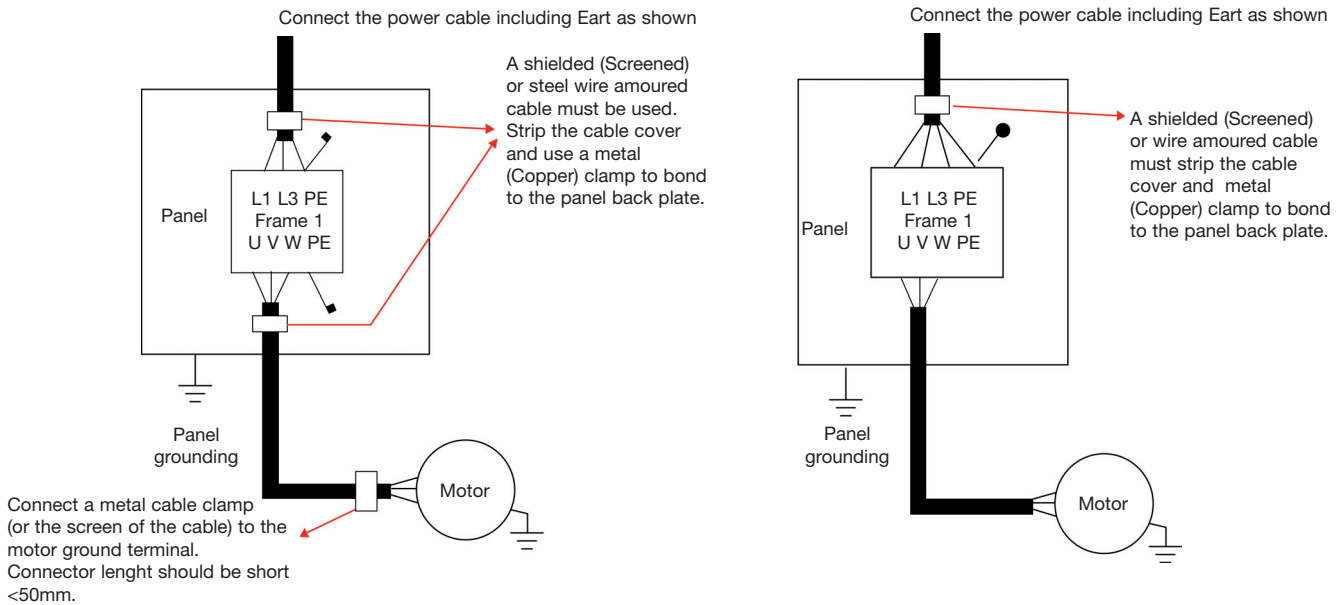 Connect the power cable including Eart as shown
A shielded (Screened)
or steel wire amoured
cable must be used.
Strip the cable cover
and use a metal
(Copper) clamp to bond
to the panel back plate.
L1 L3 PE
Frame 1
U V W PE
Panel
Panel
grounding
Motor
Connect a metal cable clamp
(or the screen of the cable) to the
motor ground terminal.
Connector lenght should be short
<50mm.
Connect the power cable including Eart as shown
A shielded (Screened)
or wire amoured cable
must strip the cable
cover and metal
(Copper) clamp to bond
to the panel back plate.
L1 L3 PE
Frame 1
U V W PE
Panel
Panel
grounding
Motor